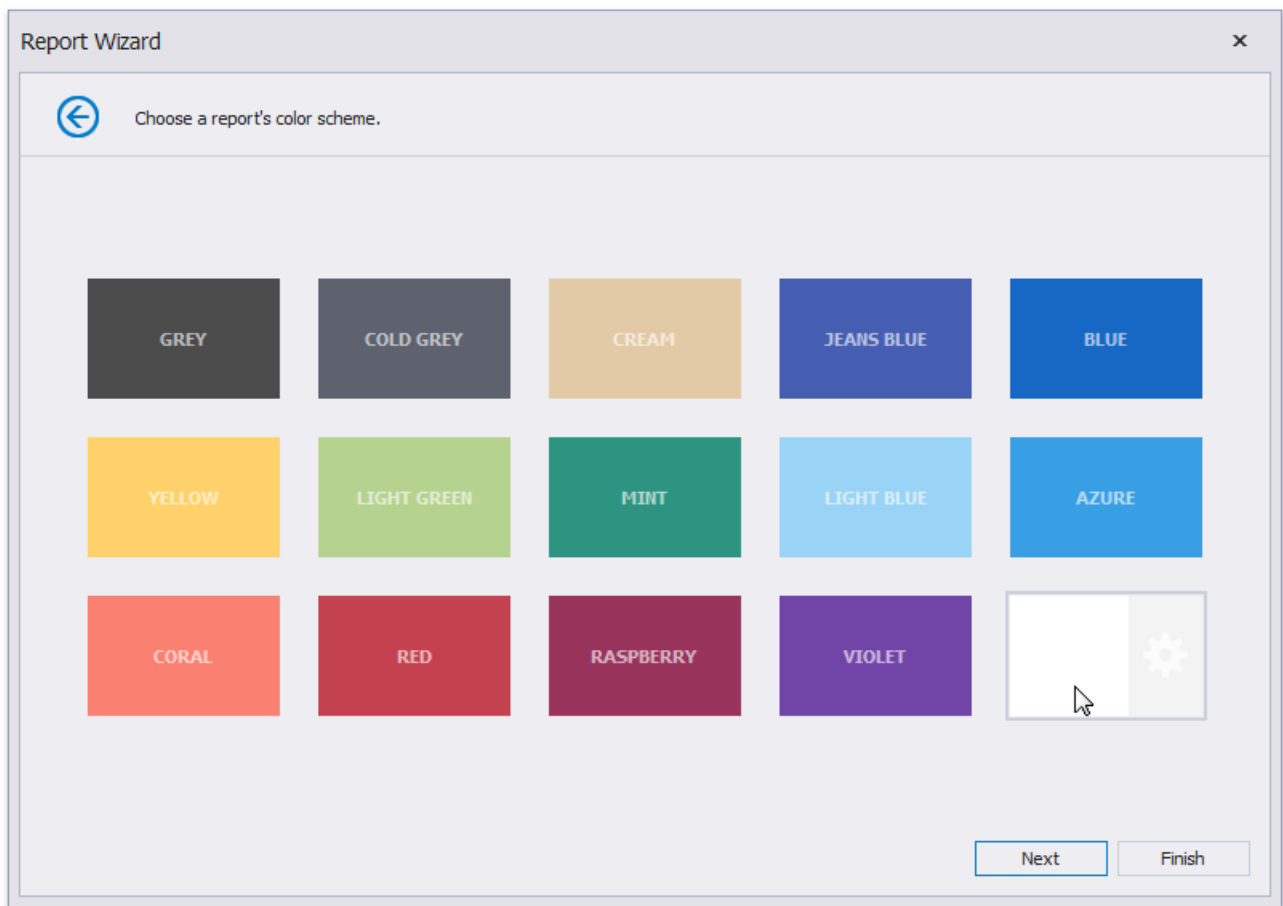 Report Wizard
Choose a report's color scheme.
GREY COLD GREY CREAM JEANS BLUE BLUE
YELLOW LIGHT GREEN MINT LIGHT BLUE AZURE
CORAL RED RASPBERRY VIOLET
Next Finish